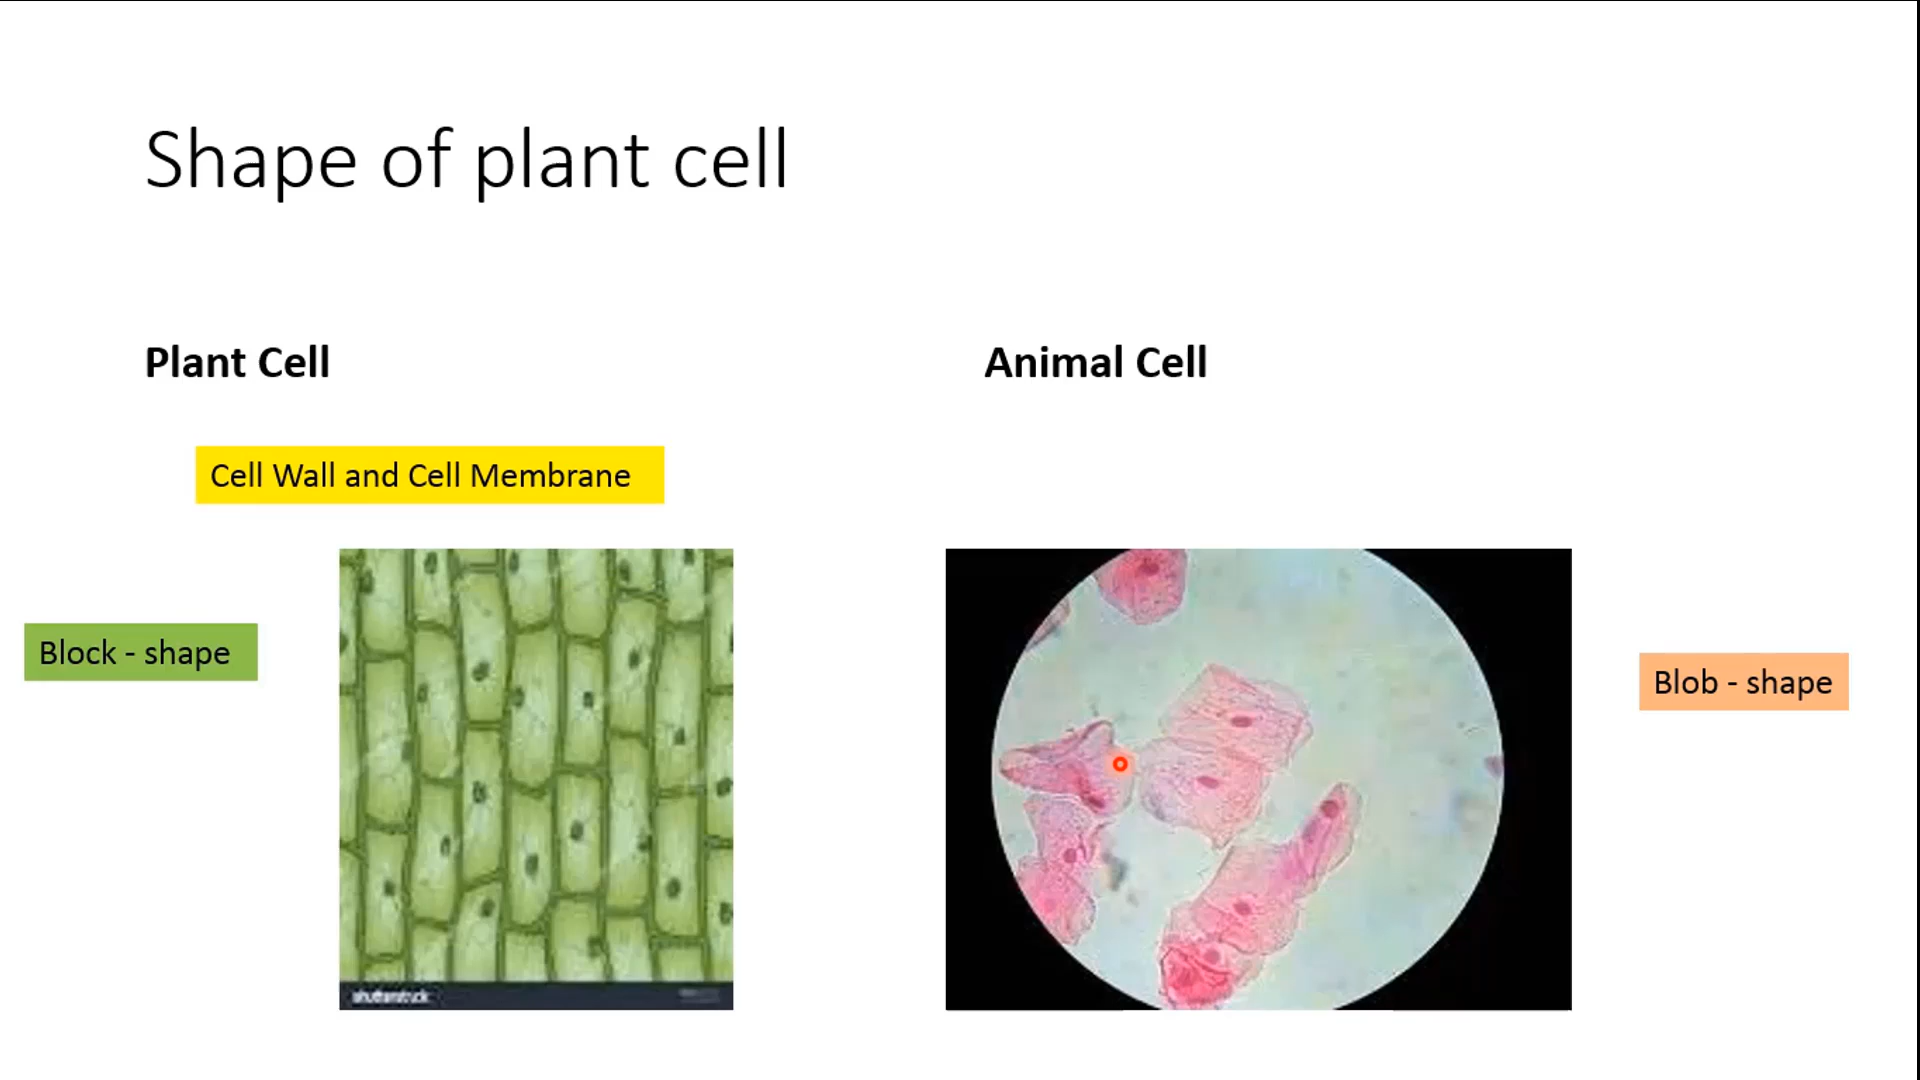 Shape of plant cell
Plant Cell
Animal Cell
Cell Wall and Cell Membrane
Block - shape
Blob - shape
shutterstock